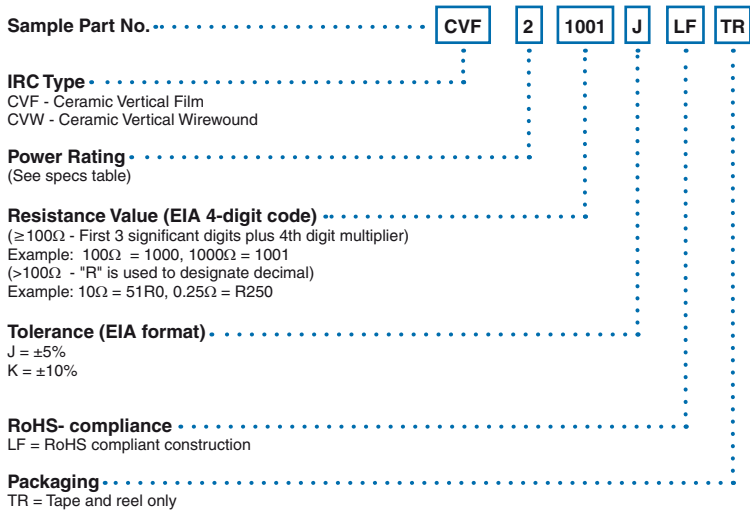 Sample Part No. CVF 2 1001 J LF TR
IRC Type
CVF - Ceramic Vertical Film
CVW - Ceramic Vertical Wirewound
Power Rating
(See specs table)
Resistance Value (EIA 4-digit code)
(≥100Ω - First 3 significant digits plus 4th digit multiplier)
Example: 100Ω = 1000, 1000Ω = 1001
(>100Ω - "R" is used to designate decimal)
Example: 10Ω = 51R0, 0.25Ω = R250
Tolerance (EIA format)
J = ±5%
K = ±10%
RoHS- compliance
LF = RoHS compliant construction
Packaging
TR = Tape and reel only